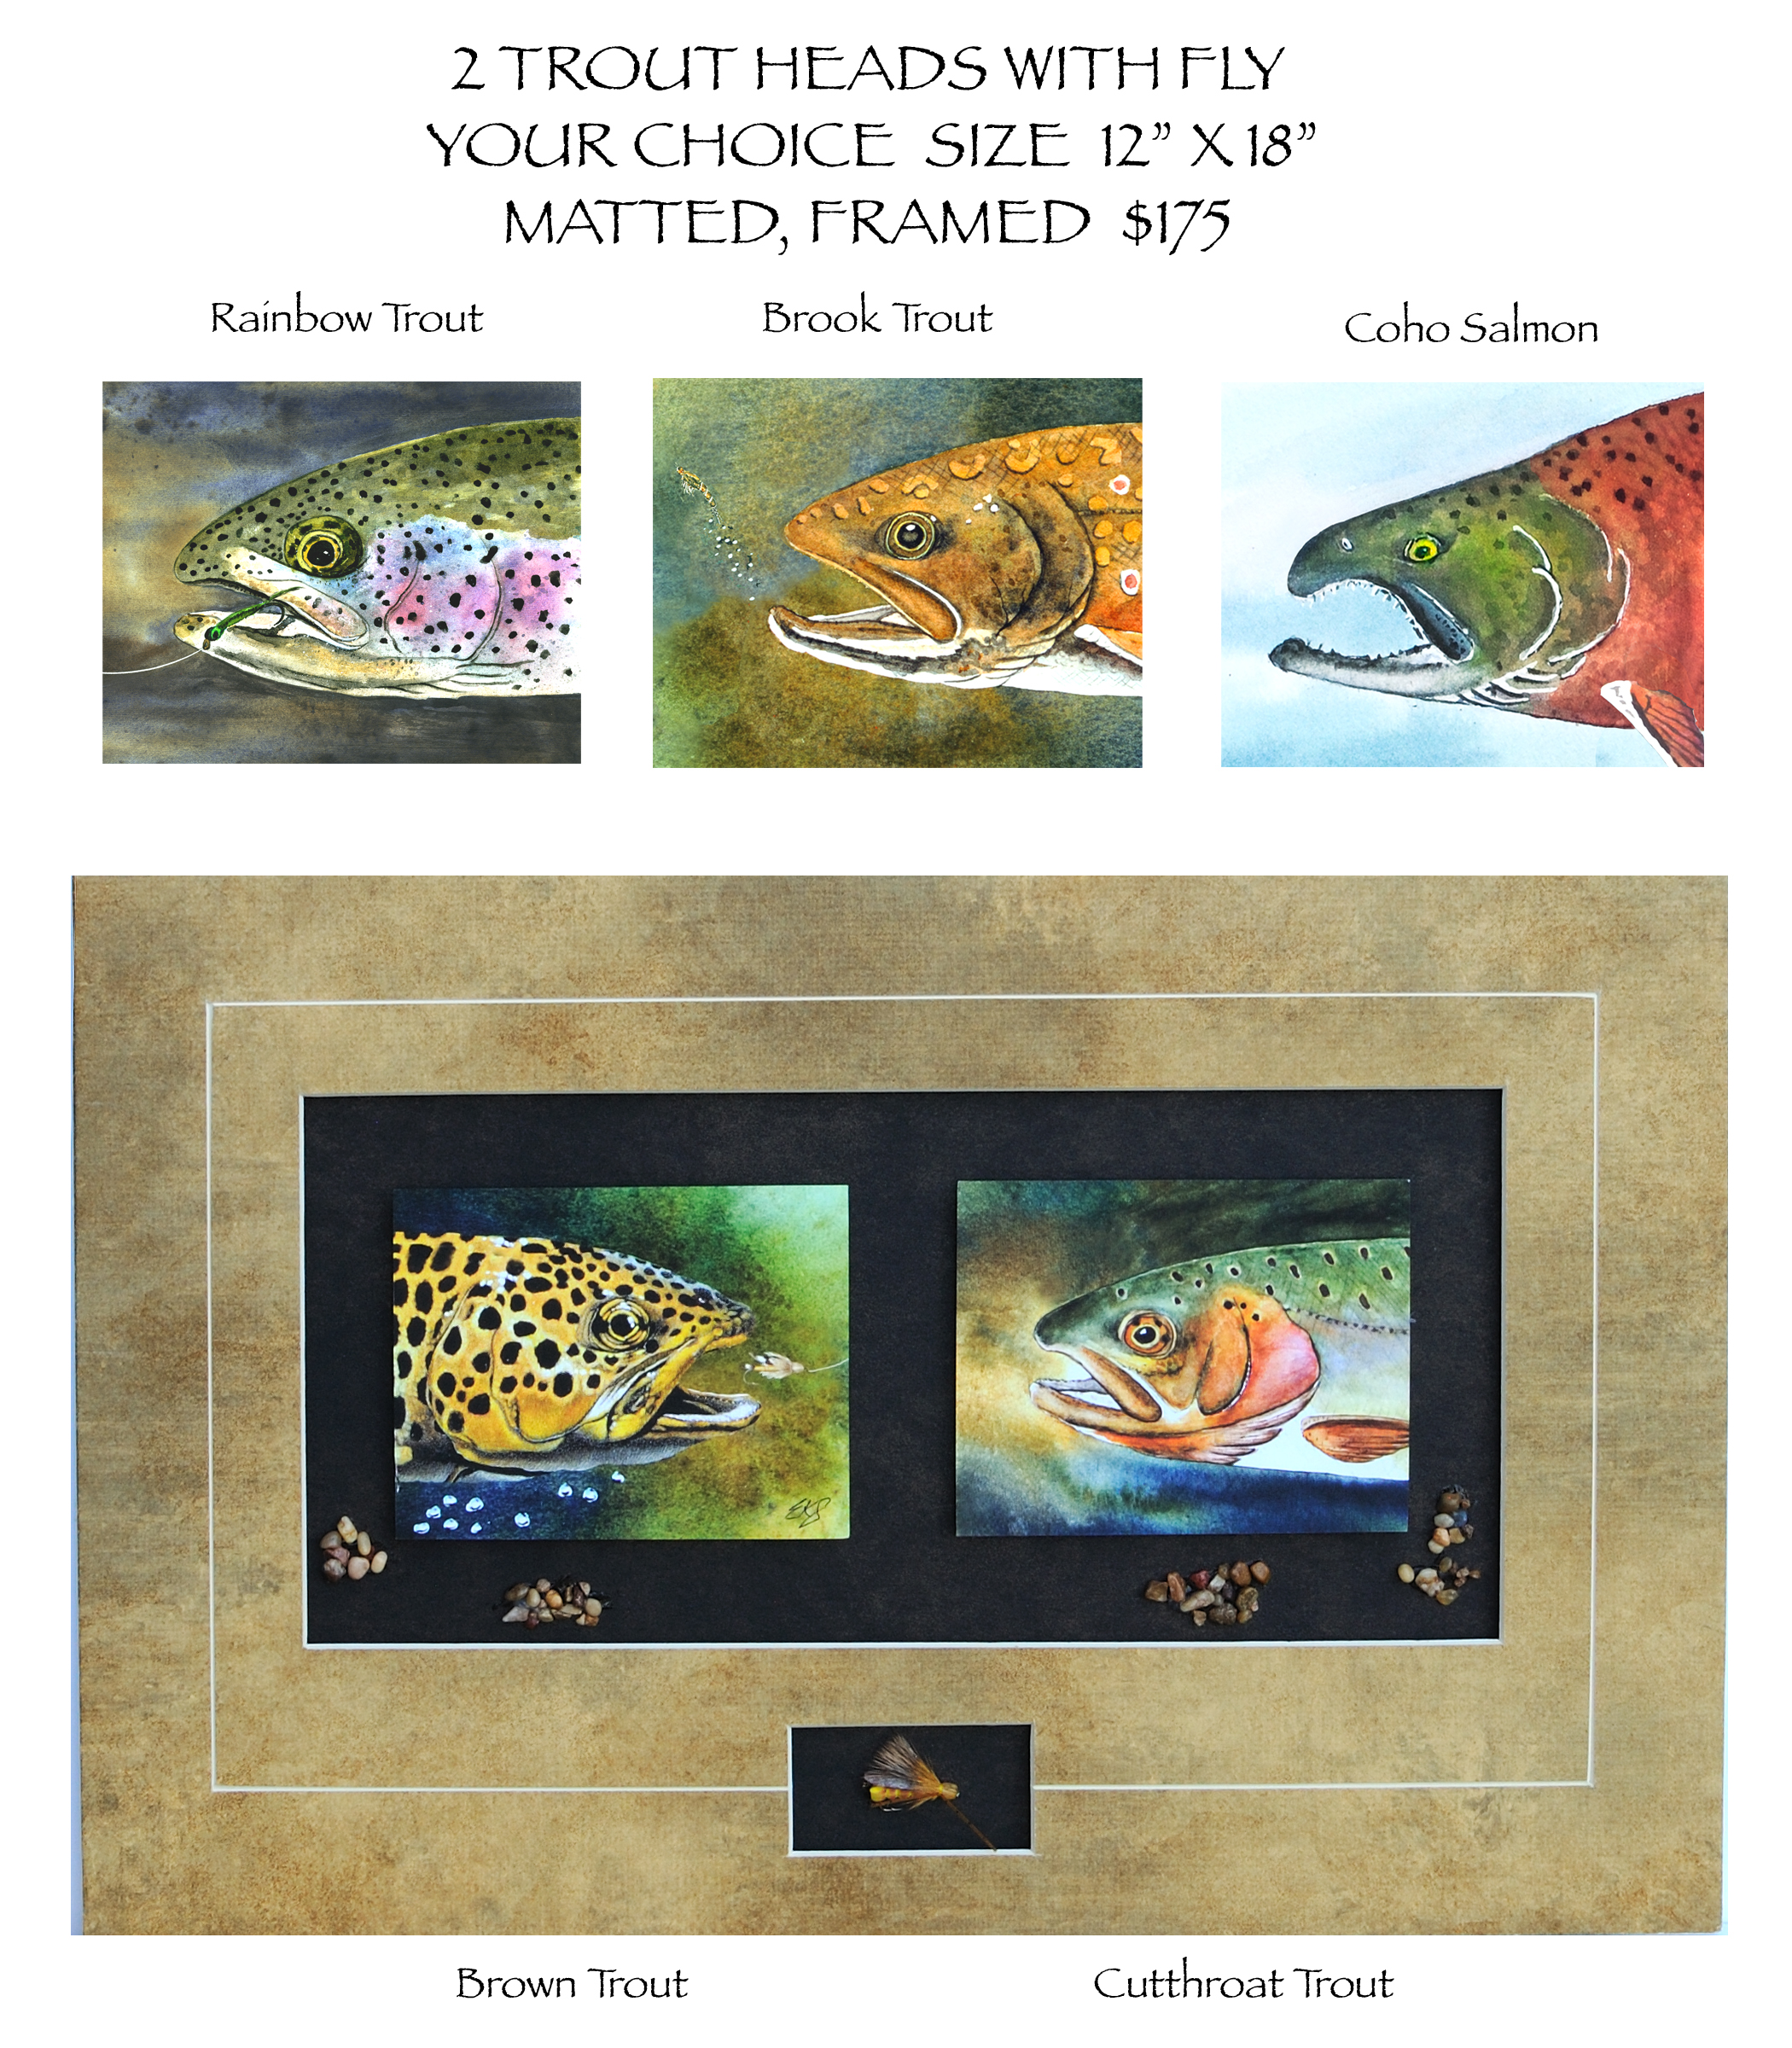 2 TROUT HEADS WITH FLY
YOUR CHOICE SIZE 12” X 18”
MATTED, FRAMED $175
Rainbow Trout
Brook Trout
Coho Salmon
Brown Trout
Cutthroat Trout